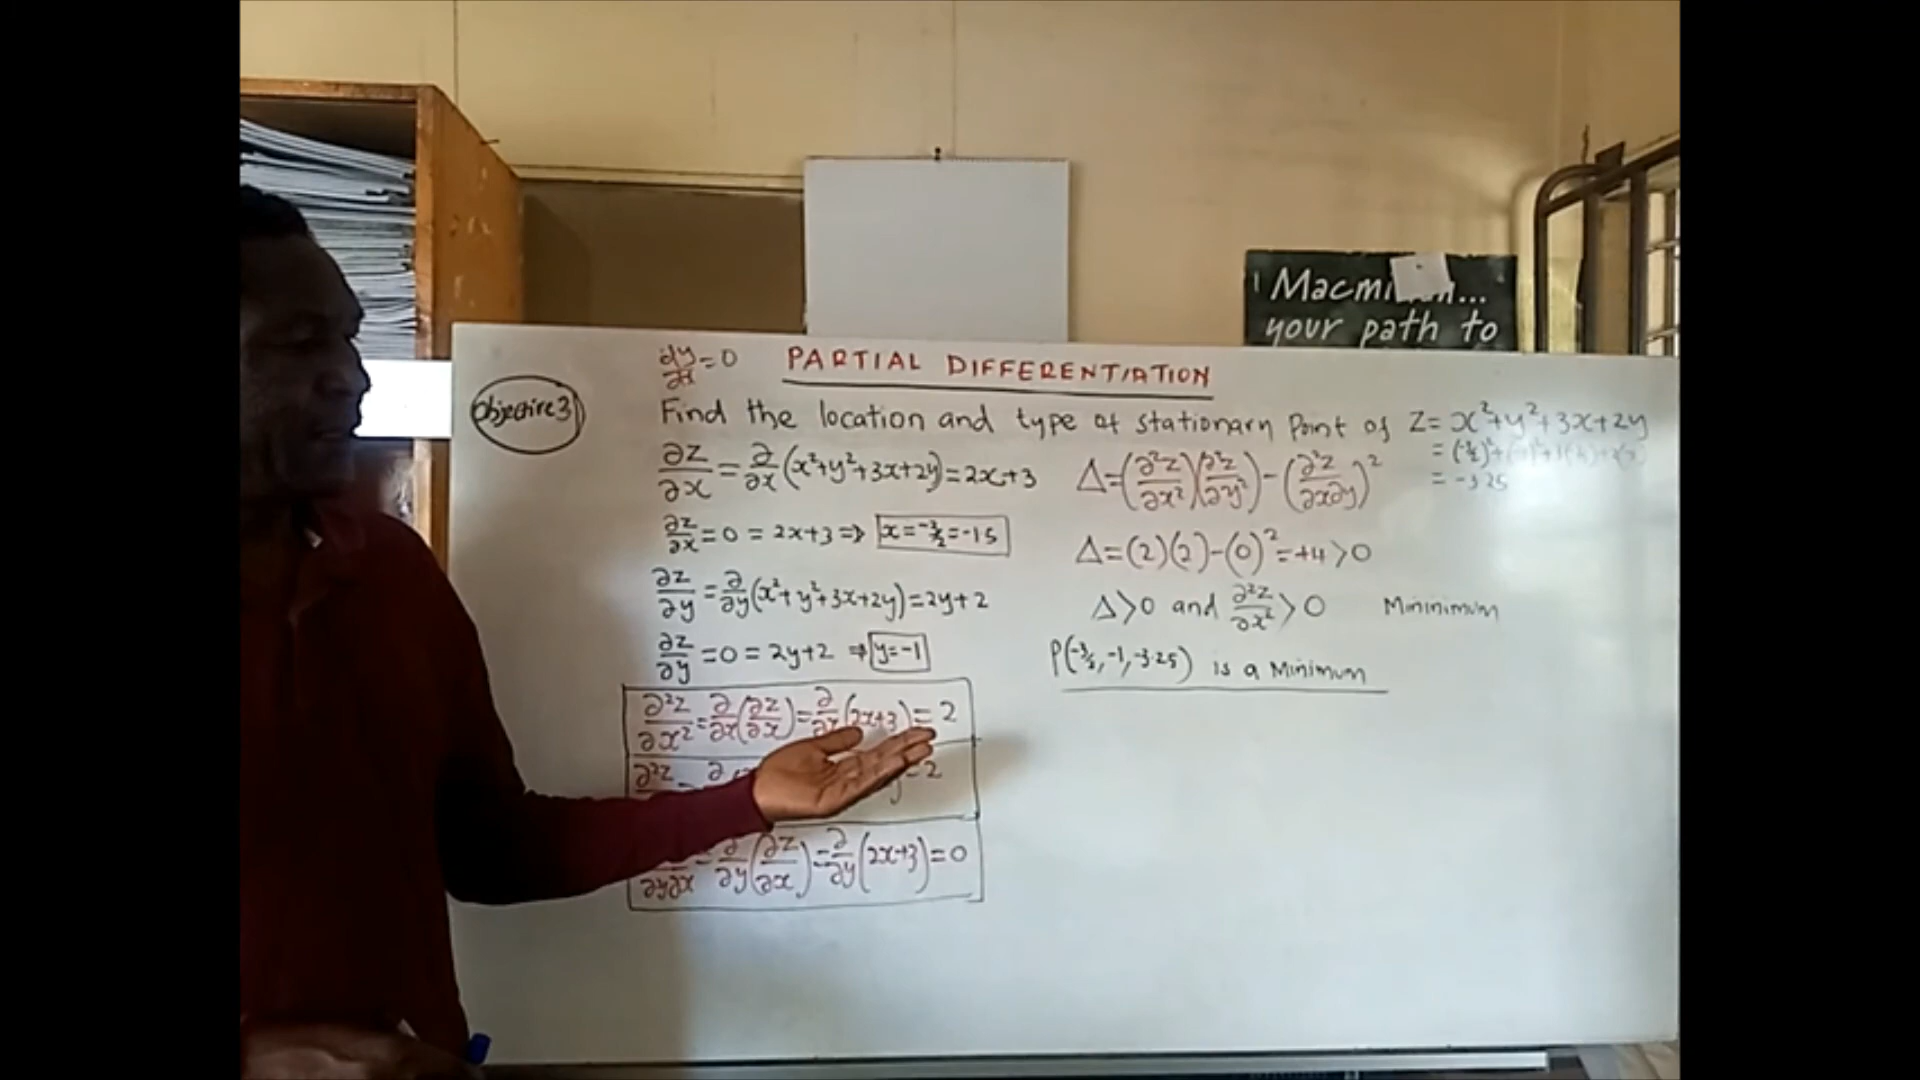 Macmi...
your path to
dy/dx = 0 PARTIAL DIFFERENTIATION
Objective 3
Find the location and type of stationary Point of Z = x²+y²+3x+2y
= -3.25
∂z/∂x = ∂/∂x (x²+y²+3x+2y) = 2x+3
∂z/∂x = 0 = 2x+3 ⇒ x = -3/2 = -1.5
∂z/∂y = ∂/∂y (x²+y²+3x+2y) = 2y+2
∂z/∂y = 0 = 2y+2 ⇒ y = -1
∂²z/∂x² = ∂/∂x (∂z/∂x) = ∂/∂x (2x+3) = 2
∂²z = 2
∂y∂x = ∂/∂y (∂z/∂x) = ∂/∂y (2x+3) = 0
Δ = (∂²z/∂x²)(∂²z/∂y²) - (∂²z/∂x∂y)²
Δ = (2)(2) - (0)² = +4 > 0
Δ > 0 and ∂²z/∂x² > 0 Mininimum
P(-3/2, -1, -3.25) is a Minimum